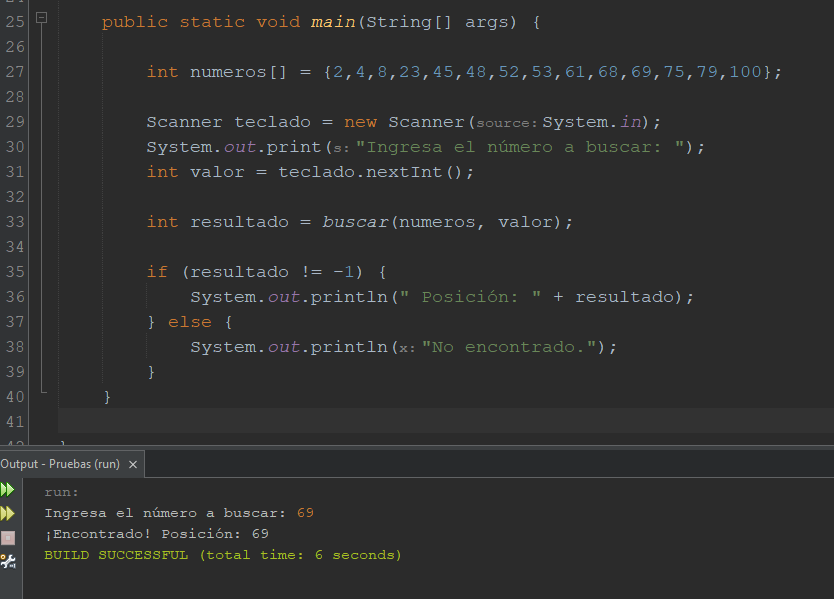 25 public static void main(String[] args) {
26
27 int numeros[] = {2,4,8,23,45,48,52,53,61,68,69,75,79,100};
28
29 Scanner teclado = new Scanner(source:System.in);
30 System.out.print(s:"Ingresa el número a buscar: ");
31 int valor = teclado.nextInt();
32
33 int resultado = buscar(numeros, valor);
34
35 if (resultado != -1) {
36 System.out.println(" Posición: " + resultado);
37 } else {
38 System.out.println(x:"No encontrado.");
39 }
40 }
41
Output - Pruebas (run) ×
run:
Ingresa el número a buscar: 69
¡Encontrado! Posición: 69
BUILD SUCCESSFUL (total time: 6 seconds)